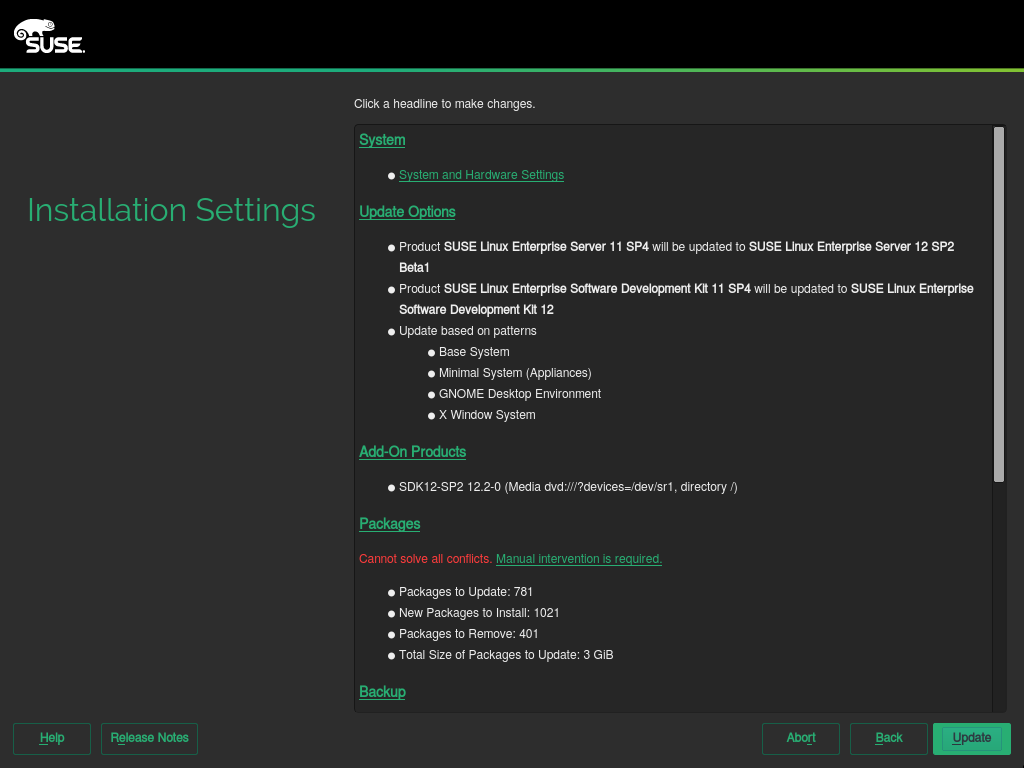 SUSE.
Click a headline to make changes.
Installation Settings
System
System and Hardware Settings
Update Options
Product SUSE Linux Enterprise Server 11 SP4 will be updated to SUSE Linux Enterprise Server 12 SP2
Beta1
Product SUSE Linux Enterprise Software Development Kit 11 SP4 will be updated to SUSE Linux Enterprise
Software Development Kit 12
Update based on patterns
Base System
Minimal System (Appliances)
GNOME Desktop Environment
X Window System
Add-On Products
SDK12-SP2 12.2-0 (Media dvd:///?devices=/dev/sr1, directory /)
Packages
Cannot solve all conflicts. Manual intervention is required.
Packages to Update: 781
New Packages to Install: 1021
Packages to Remove: 401
Total Size of Packages to Update: 3 GiB
Backup
Help Release Notes Abort Back Update